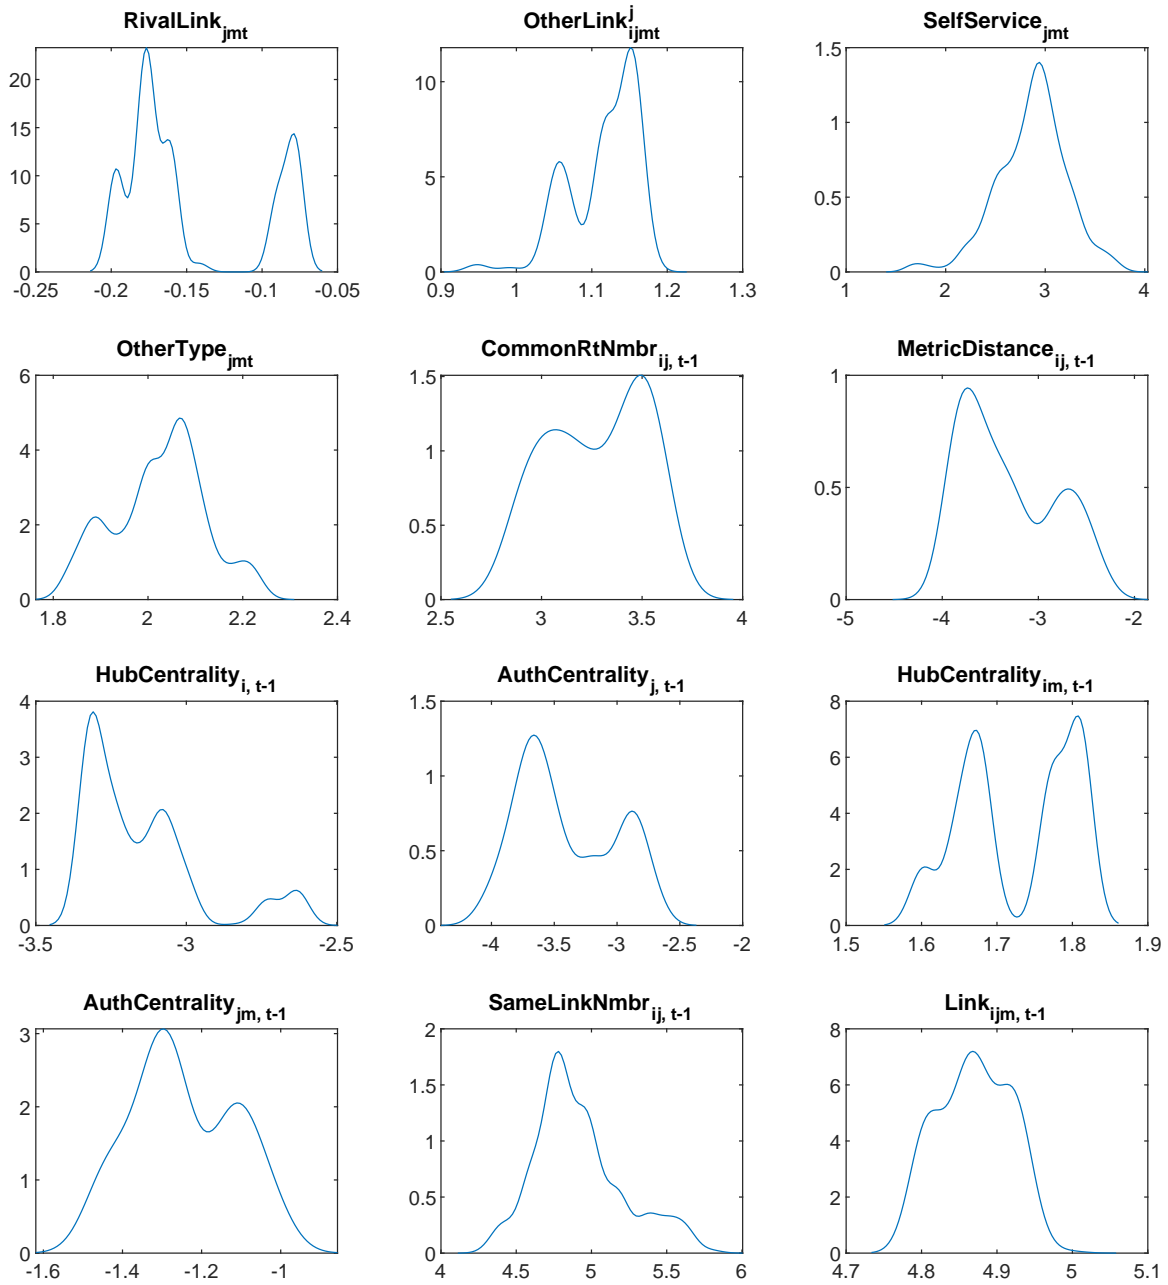 RivalLink_jmt
25
20
15
10
5
0
-0.25 -0.2 -0.15 -0.1 -0.05
OtherLink^j_ijmt
10
5
0
0.9 1 1.1 1.2 1.3
SelfService_jmt
1.5
1
0.5
0
1 2 3 4
OtherType_jmt
6
4
2
0
1.8 2 2.2 2.4
CommonRtNmbr_ij, t-1
1.5
1
0.5
0
2.5 3 3.5 4
MetricDistance_ij, t-1
1
0.5
0
-5 -4 -3 -2
HubCentrality_i, t-1
4
3
2
1
0
-3.5 -3 -2.5
AuthCentrality_j, t-1
1.5
1
0.5
0
-4 -3.5 -3 -2.5 -2
HubCentrality_im, t-1
8
6
4
2
0
1.5 1.6 1.7 1.8 1.9
AuthCentrality_jm, t-1
3
2
1
0
-1.6 -1.4 -1.2 -1
SameLinkNmbr_ij, t-1
2
1.5
1
0.5
0
4 4.5 5 5.5 6
Link_ijm, t-1
8
6
4
2
0
4.7 4.8 4.9 5 5.1